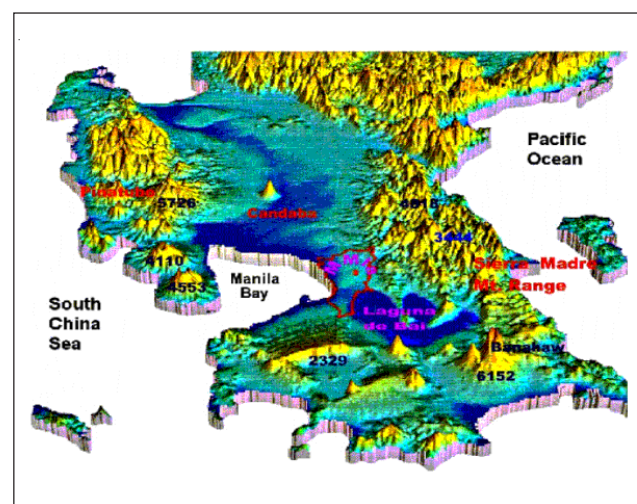 Pacific
Ocean
Pinatubo
5726
Candaba
3444
4110
Sierra Madre
Mt. Range
4553
Manila
Bay
South
China
Sea
Laguna
de Bai
Banahaw
2329
6152